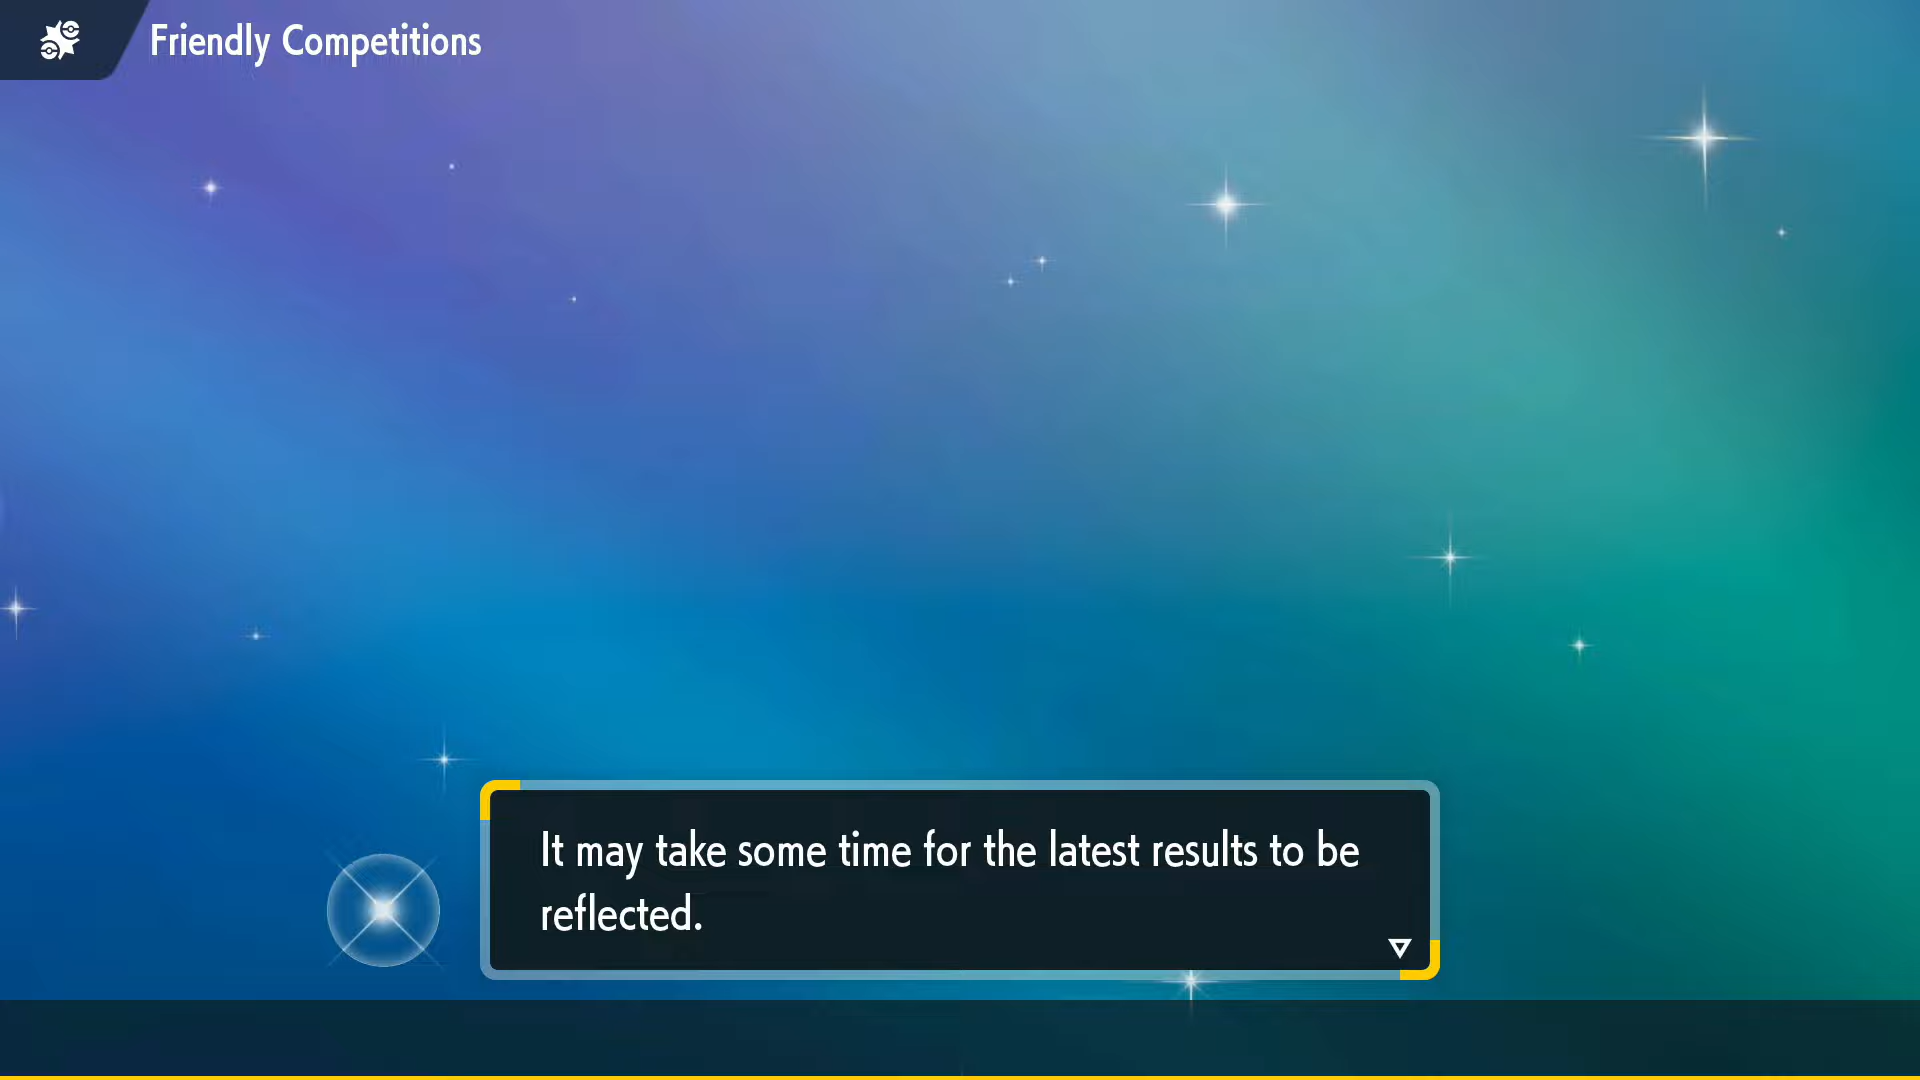 Friendly Competitions
It may take some time for the latest results to be
reflected.